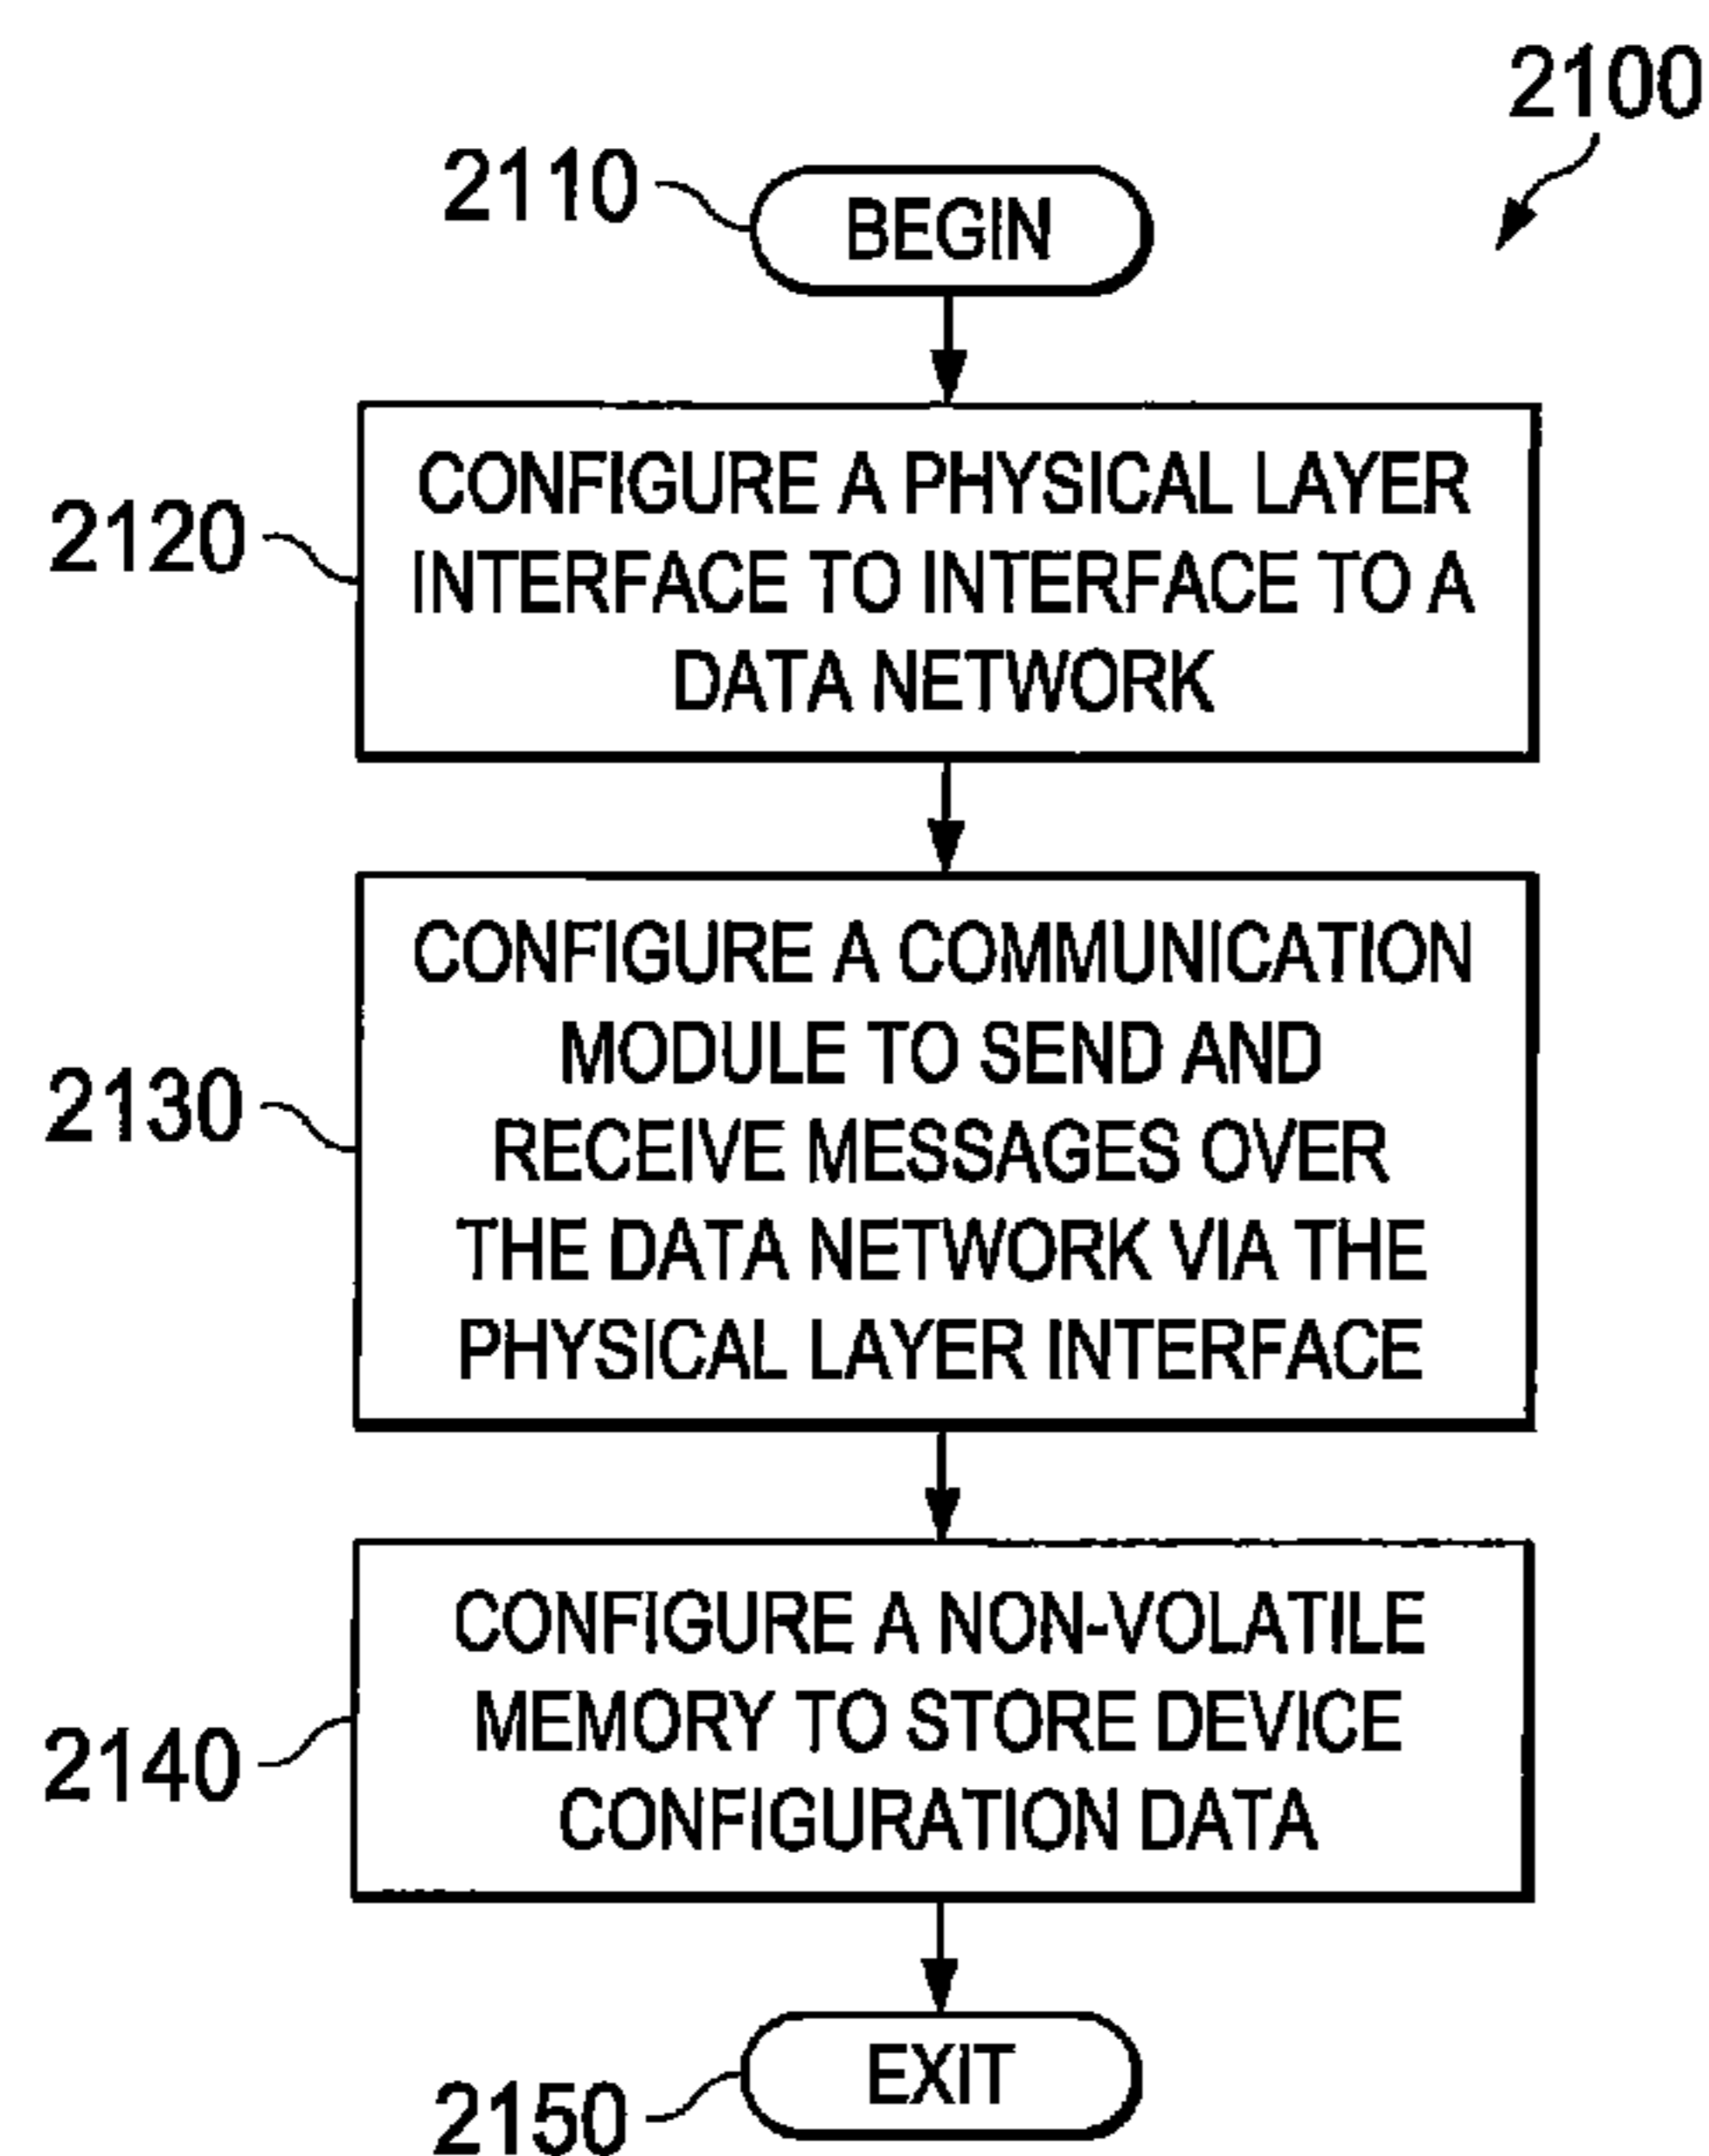 2100
2110
BEGIN
2120
CONFIGURE A PHYSICAL LAYER
INTERFACE TO INTERFACE TO A
DATA NETWORK
2130
CONFIGURE A COMMUNICATION
MODULE TO SEND AND
RECEIVE MESSAGES OVER
THE DATA NETWORK VIA THE
PHYSICAL LAYER INTERFACE
2140
CONFIGURE A NON-VOLATILE
MEMORY TO STORE DEVICE
CONFIGURATION DATA
2150
EXIT